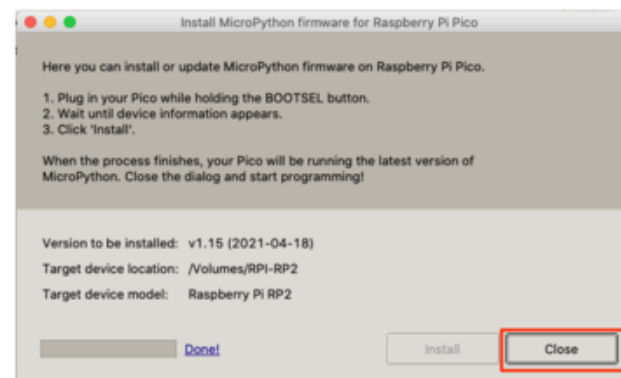 Install MicroPython firmware for Raspberry Pi Pico
Here you can install or update MicroPython firmware on Raspberry Pi Pico.
1. Plug in your Pico while holding the BOOTSEL button.
2. Wait until device information appears.
3. Click 'Install'.
When the process finishes, your Pico will be running the latest version of
MicroPython. Close the dialog and start programming!
Version to be installed: v1.15 (2021-04-18)
Target device location: /Volumes/RPI-RP2
Target device model: Raspberry Pi RP2
Done! Install Close